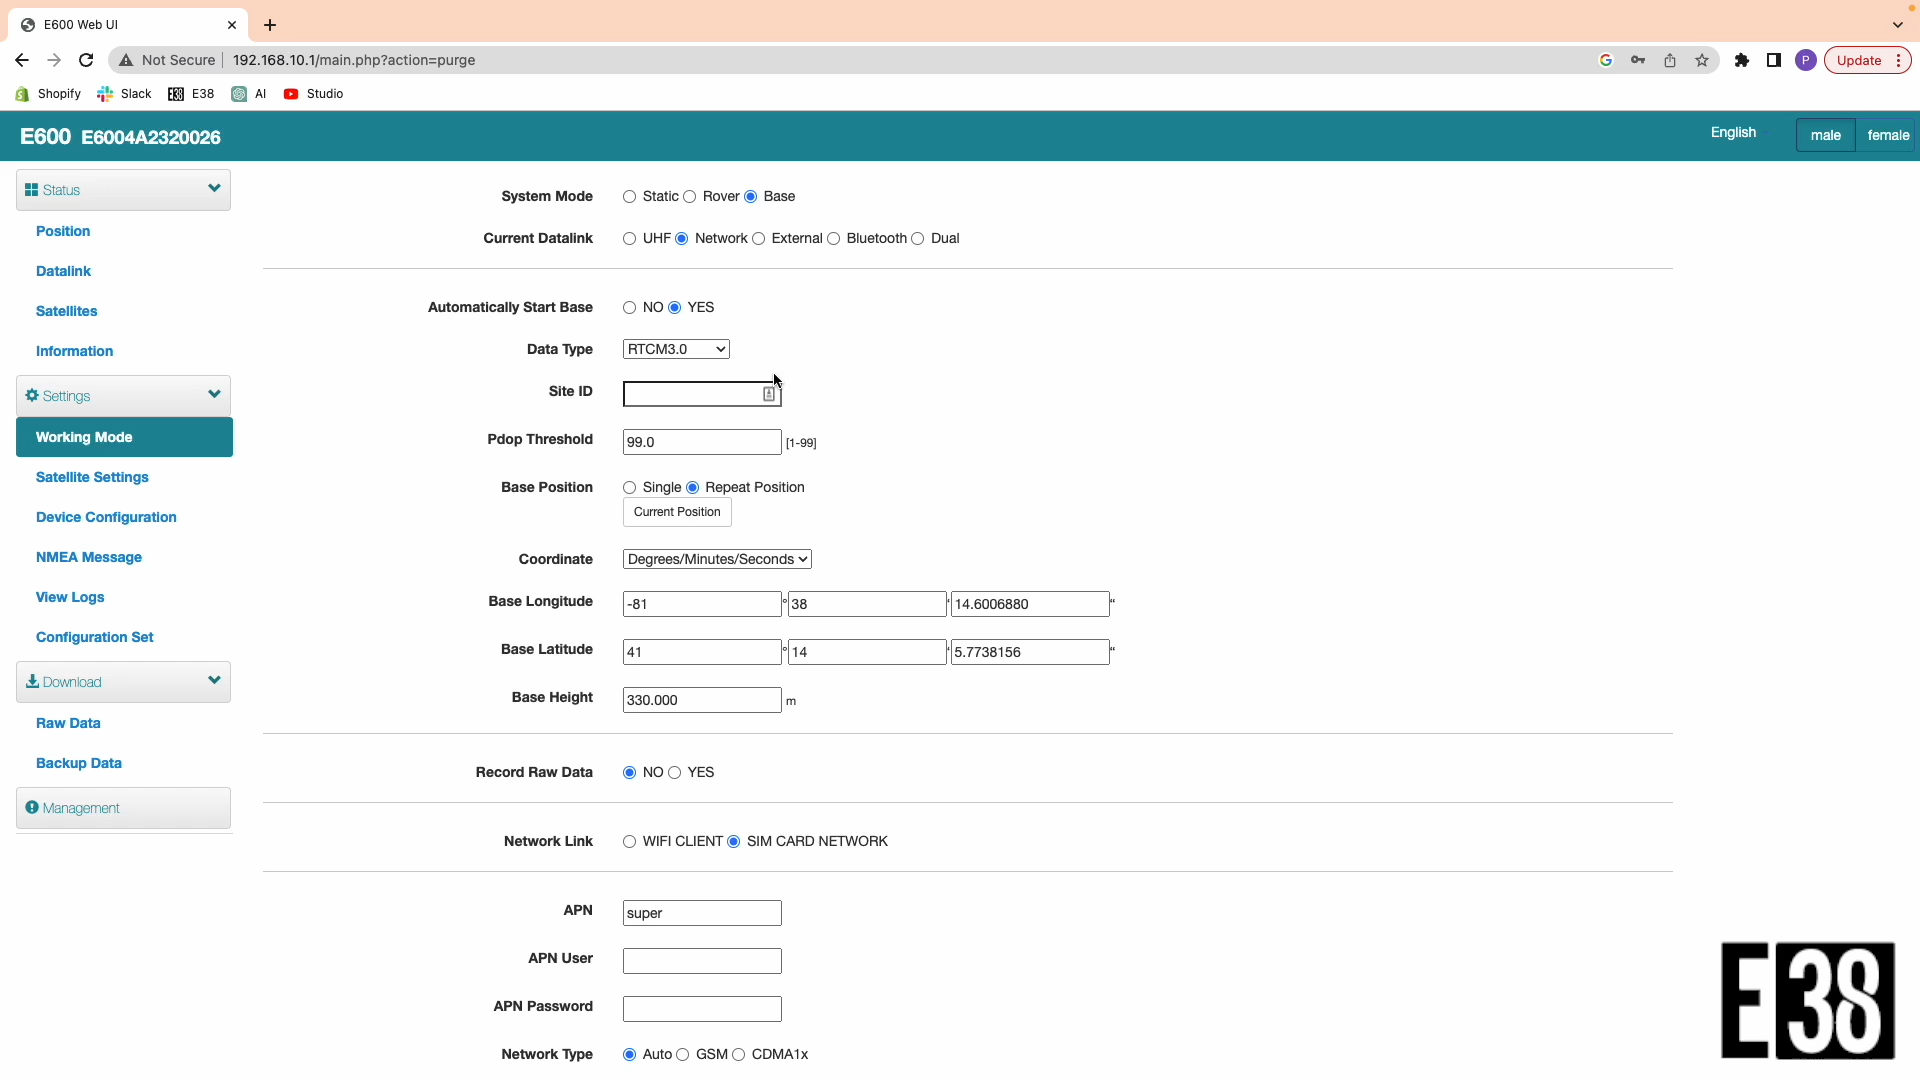 E600 Web UI
Not Secure
192.168.10.1/main.php?action=purge
Update
Shopify
Slack
E38
AI
Studio
E600 E6004A2320026
English
male
female
Status
Position
Datalink
Satellites
Information
Settings
Working Mode
Satellite Settings
Device Configuration
NMEA Message
View Logs
Configuration Set
Download
Raw Data
Backup Data
Management
System Mode Static Rover Base
Current Datalink UHF Network External Bluetooth Dual
Automatically Start Base NO YES
Data Type RTCM3.0
Site ID
Pdop Threshold 99.0 [1-99]
Base Position Single Repeat Position
Current Position
Coordinate Degrees/Minutes/Seconds
Base Longitude -81 ° 38 ‘ 14.6006880 “
Base Latitude 41 ° 14 ‘ 5.7738156 “
Base Height 330.000 m
Record Raw Data NO YES
Network Link WIFI CLIENT SIM CARD NETWORK
APN super
APN User
APN Password
Network Type Auto GSM CDMA1x
E38